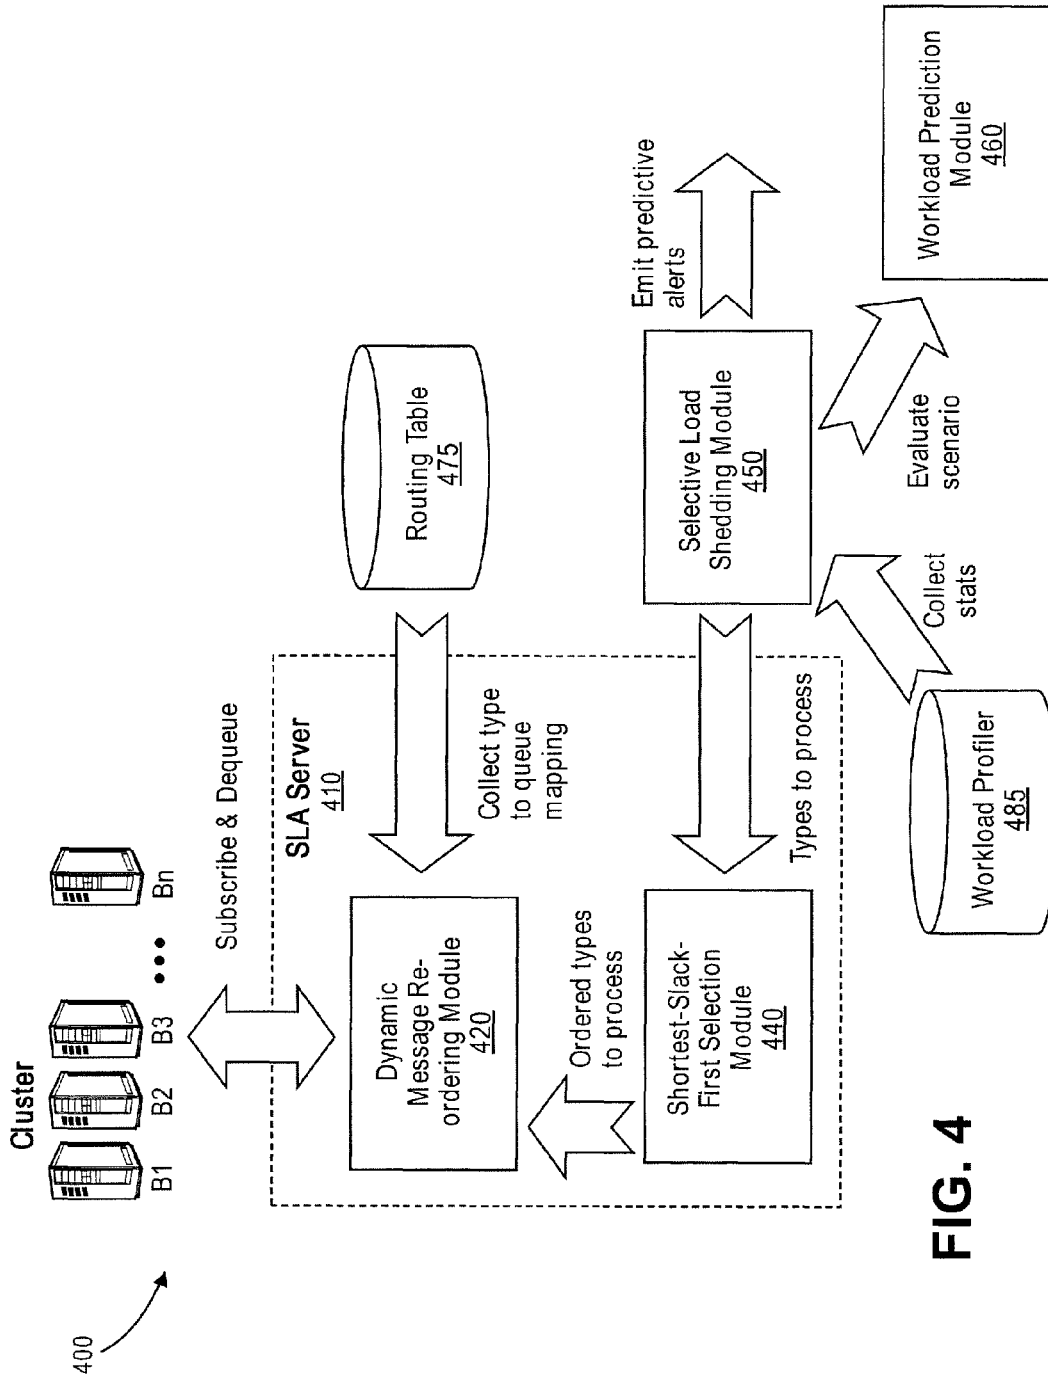 400
Cluster
B1
B2
B3
•••
Bn
Subscribe & Dequeue
SLA Server
410
Dynamic
Message Re-
ordering Module
420
Collect type
to queue
mapping
Routing Table
475
Ordered types
to process
Shortest-Slack-
First Selection
Module
440
Types to process
Selective Load
Shedding Module
450
Emit predictive
alerts
Workload Profiler
485
Collect
stats
Evaluate
scenario
Workload Prediction
Module
460
FIG. 4